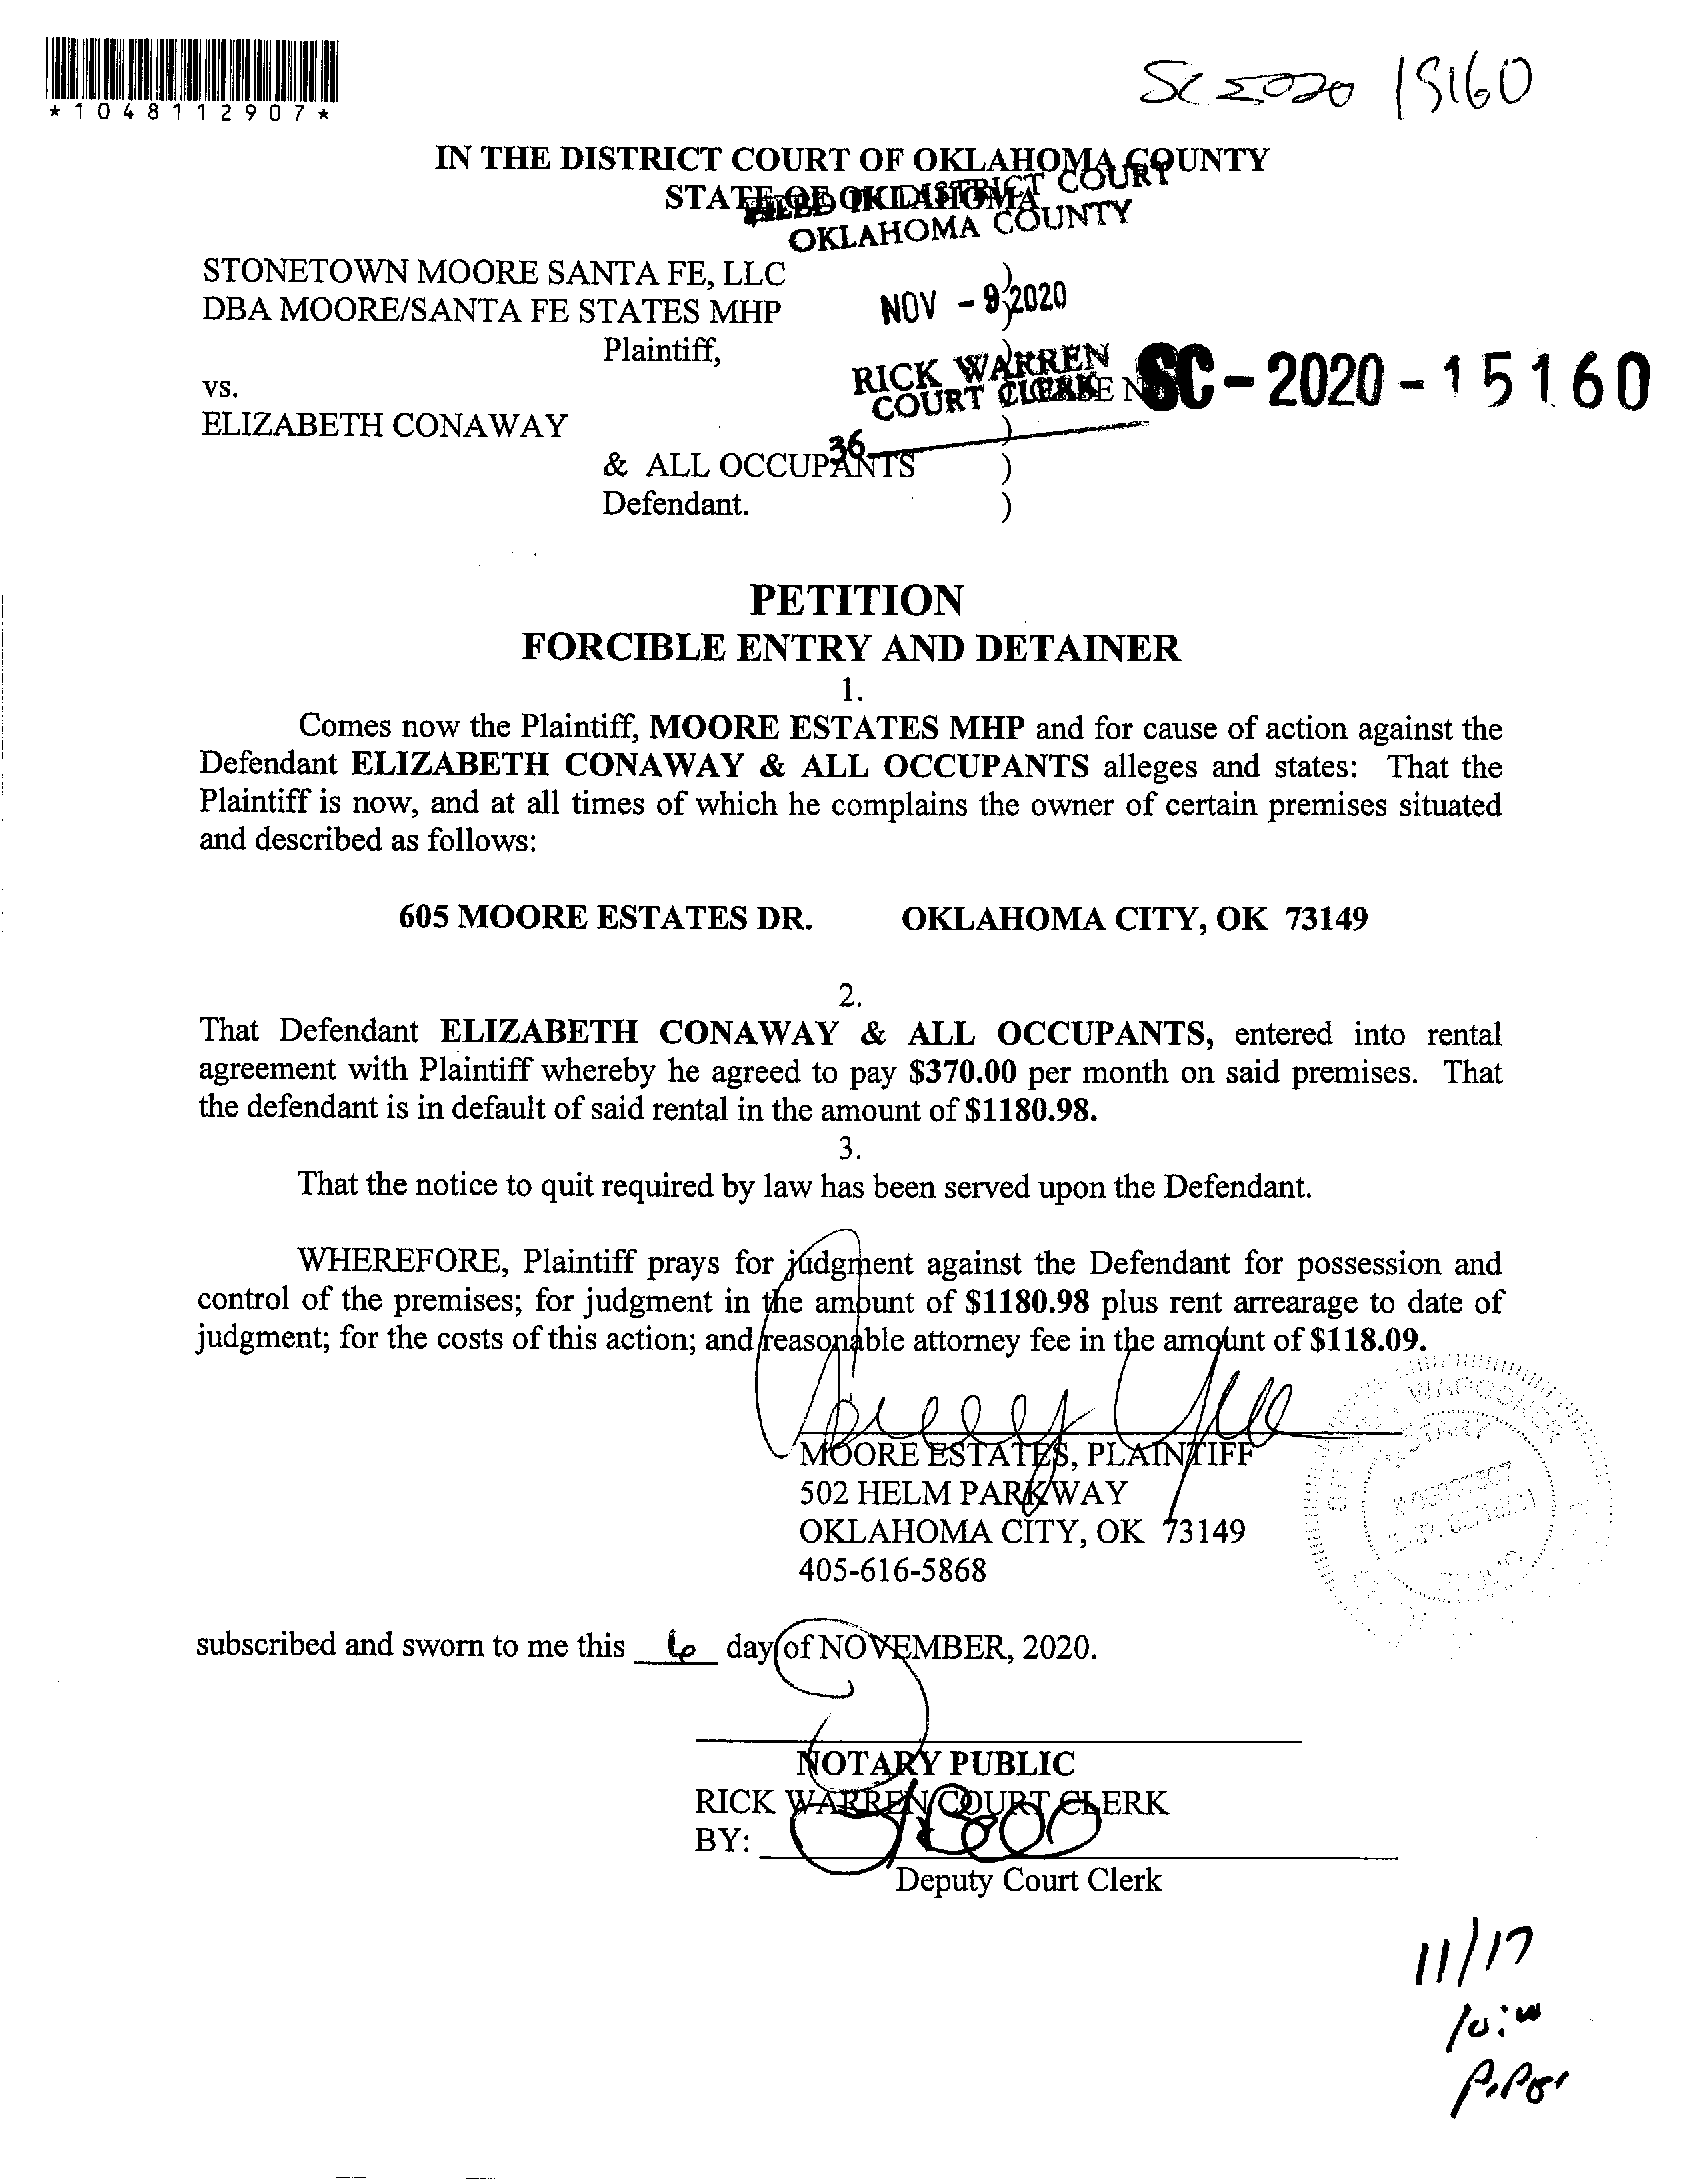 *1048112907*
SC 2020 15160
IN THE DISTRICT COURT OF OKLAHOMA COUNTY
STATE OF OKLAHOMA
FILED IN DISTRICT COURT
OKLAHOMA COUNTY
STONETOWN MOORE SANTA FE, LLC )
DBA MOORE/SANTA FE STATES MHP )
NOV - 9 2020
Plaintiff, )
RICK WARREN
COURT CLERK
vs. ) CASE NO SC-2020-15160
ELIZABETH CONAWAY )
36
& ALL OCCUPANTS )
Defendant. )
PETITION
FORCIBLE ENTRY AND DETAINER
1.
Comes now the Plaintiff, MOORE ESTATES MHP and for cause of action against the
Defendant ELIZABETH CONAWAY & ALL OCCUPANTS alleges and states: That the
Plaintiff is now, and at all times of which he complains the owner of certain premises situated
and described as follows:
605 MOORE ESTATES DR. OKLAHOMA CITY, OK 73149
2.
That Defendant ELIZABETH CONAWAY & ALL OCCUPANTS, entered into rental
agreement with Plaintiff whereby he agreed to pay $370.00 per month on said premises. That
the defendant is in default of said rental in the amount of $1180.98.
3.
That the notice to quit required by law has been served upon the Defendant.
WHEREFORE, Plaintiff prays for judgment against the Defendant for possession and
control of the premises; for judgment in the amount of $1180.98 plus rent arrearage to date of
judgment; for the costs of this action; and reasonable attorney fee in the amount of $118.09.
MOORE ESTATES, PLAINTIFF
502 HELM PARKWAY
OKLAHOMA CITY, OK 73149
405-616-5868
subscribed and sworn to me this 6 day of NOVEMBER, 2020.
NOTARY PUBLIC
RICK WARREN COURT CLERK
BY:
Deputy Court Clerk
11/17